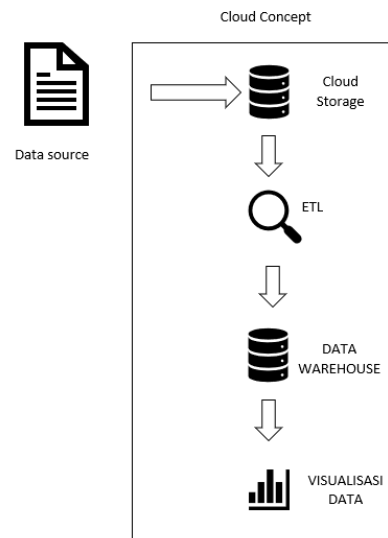 Cloud Concept
Data source
Cloud
Storage
ETL
DATA
WAREHOUSE
VISUALISASI
DATA